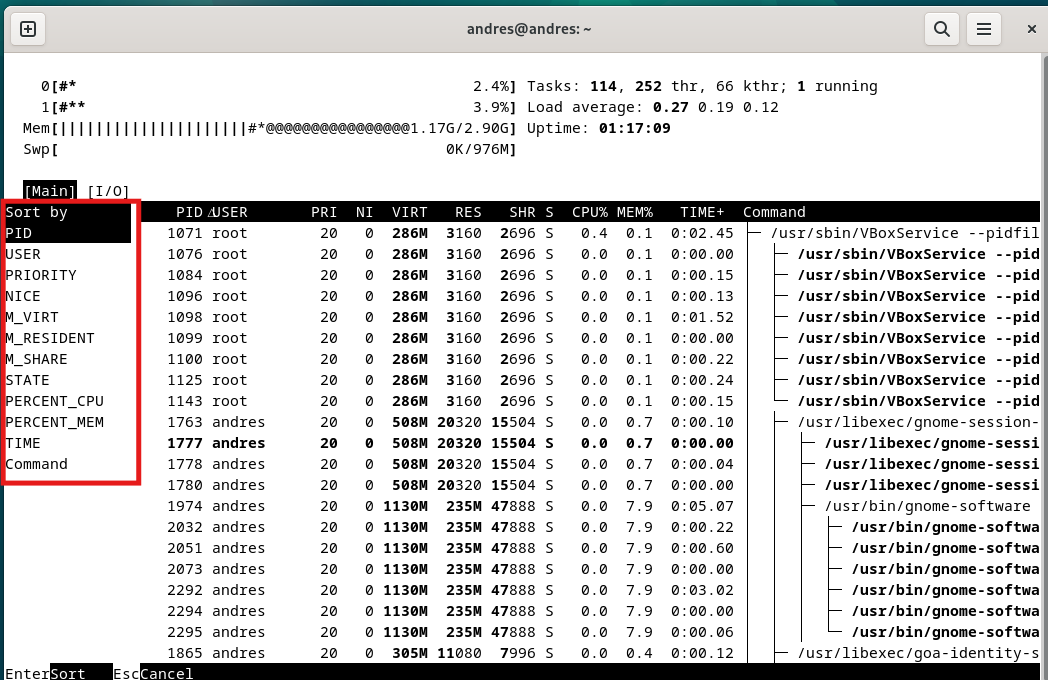 andres@andres: ~
0[#* 2.4%] Tasks: 114, 252 thr, 66 kthr; 1 running
1[#** 3.9%] Load average: 0.27 0.19 0.12
Mem[|||||||||||||||||||||#*@@@@@@@@@@@@@@@@1.17G/2.90G] Uptime: 01:17:09
Swp[ 0K/976M]
[Main] [I/O]
Sort by PID△USER PRI NI VIRT RES SHR S CPU% MEM% TIME+ Command
PID 1071 root 20 0 286M 3160 2696 S 0.4 0.1 0:02.45 ├─ /usr/sbin/VBoxService --pidfil
USER 1076 root 20 0 286M 3160 2696 S 0.0 0.1 0:00.00 │ ├─ /usr/sbin/VBoxService --pid
PRIORITY 1084 root 20 0 286M 3160 2696 S 0.0 0.1 0:00.15 │ ├─ /usr/sbin/VBoxService --pid
NICE 1096 root 20 0 286M 3160 2696 S 0.0 0.1 0:00.13 │ ├─ /usr/sbin/VBoxService --pid
M_VIRT 1098 root 20 0 286M 3160 2696 S 0.0 0.1 0:01.52 │ ├─ /usr/sbin/VBoxService --pid
M_RESIDENT 1099 root 20 0 286M 3160 2696 S 0.0 0.1 0:00.00 │ ├─ /usr/sbin/VBoxService --pid
M_SHARE 1100 root 20 0 286M 3160 2696 S 0.0 0.1 0:00.22 │ ├─ /usr/sbin/VBoxService --pid
STATE 1125 root 20 0 286M 3160 2696 S 0.0 0.1 0:00.24 │ ├─ /usr/sbin/VBoxService --pid
PERCENT_CPU 1143 root 20 0 286M 3160 2696 S 0.0 0.1 0:00.15 │ └─ /usr/sbin/VBoxService --pid
PERCENT_MEM 1763 andres 20 0 508M 20320 15504 S 0.0 0.7 0:00.10 │ ├─ /usr/libexec/gnome-session-
TIME 1777 andres 20 0 508M 20320 15504 S 0.0 0.7 0:00.00 │ │ ├─ /usr/libexec/gnome-sessi
Command 1778 andres 20 0 508M 20320 15504 S 0.0 0.7 0:00.04 │ │ ├─ /usr/libexec/gnome-sessi
1780 andres 20 0 508M 20320 15504 S 0.0 0.7 0:00.00 │ │ ├─ /usr/libexec/gnome-sessi
1974 andres 20 0 1130M 235M 47888 S 0.0 7.9 0:05.07 │ │ ├─ /usr/bin/gnome-software
2032 andres 20 0 1130M 235M 47888 S 0.0 7.9 0:00.22 │ │ │ ├─ /usr/bin/gnome-softwa
2051 andres 20 0 1130M 235M 47888 S 0.0 7.9 0:00.60 │ │ │ ├─ /usr/bin/gnome-softwa
2073 andres 20 0 1130M 235M 47888 S 0.0 7.9 0:00.00 │ │ │ ├─ /usr/bin/gnome-softwa
2292 andres 20 0 1130M 235M 47888 S 0.0 7.9 0:03.02 │ │ │ ├─ /usr/bin/gnome-softwa
2294 andres 20 0 1130M 235M 47888 S 0.0 7.9 0:00.00 │ │ │ ├─ /usr/bin/gnome-softwa
2295 andres 20 0 1130M 235M 47888 S 0.0 7.9 0:00.06 │ │ │ └─ /usr/bin/gnome-softwa
1865 andres 20 0 305M 11080 7996 S 0.0 0.4 0:00.12 │ ├─ /usr/libexec/goa-identity-s
EnterSort EscCancel